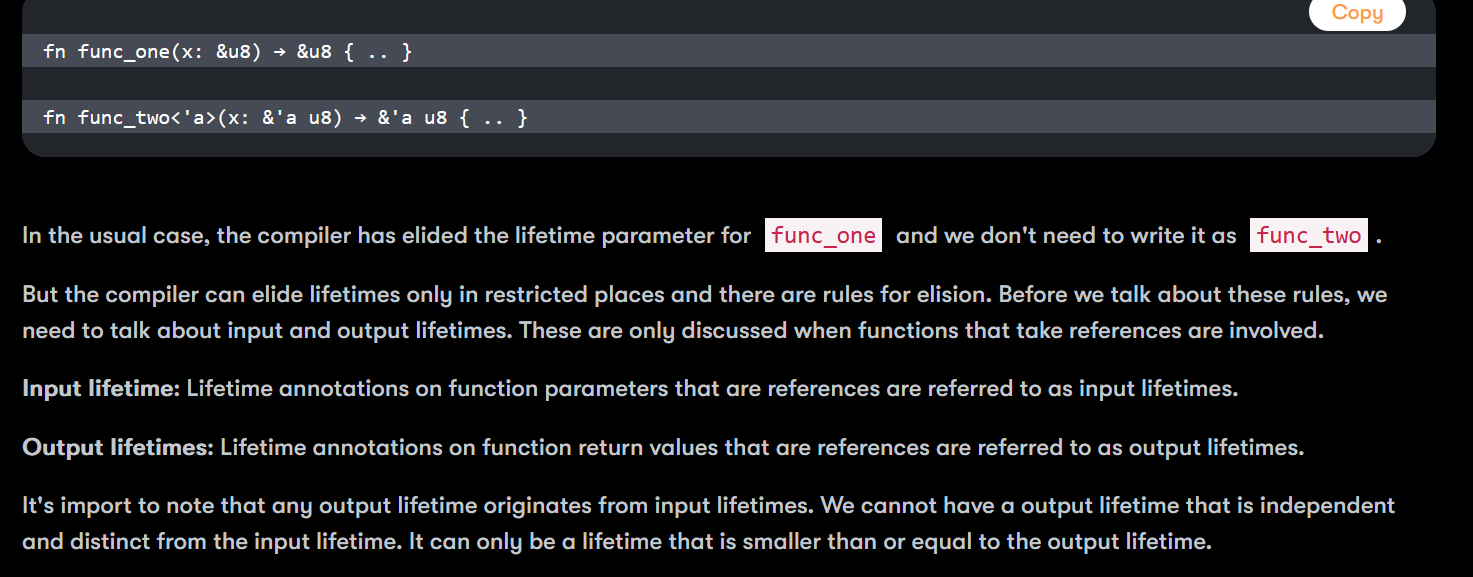 Copy
fn func_one(x: &u8) → &u8 { .. }
fn func_two<'a>(x: &'a u8) → &'a u8 { .. }
In the usual case, the compiler has elided the lifetime parameter for func_one and we don't need to write it as func_two .
But the compiler can elide lifetimes only in restricted places and there are rules for elision. Before we talk about these rules, we
need to talk about input and output lifetimes. These are only discussed when functions that take references are involved.
Input lifetime: Lifetime annotations on function parameters that are references are referred to as input lifetimes.
Output lifetimes: Lifetime annotations on function return values that are references are referred to as output lifetimes.
It's import to note that any output lifetime originates from input lifetimes. We cannot have a output lifetime that is independent
and distinct from the input lifetime. It can only be a lifetime that is smaller than or equal to the output lifetime.